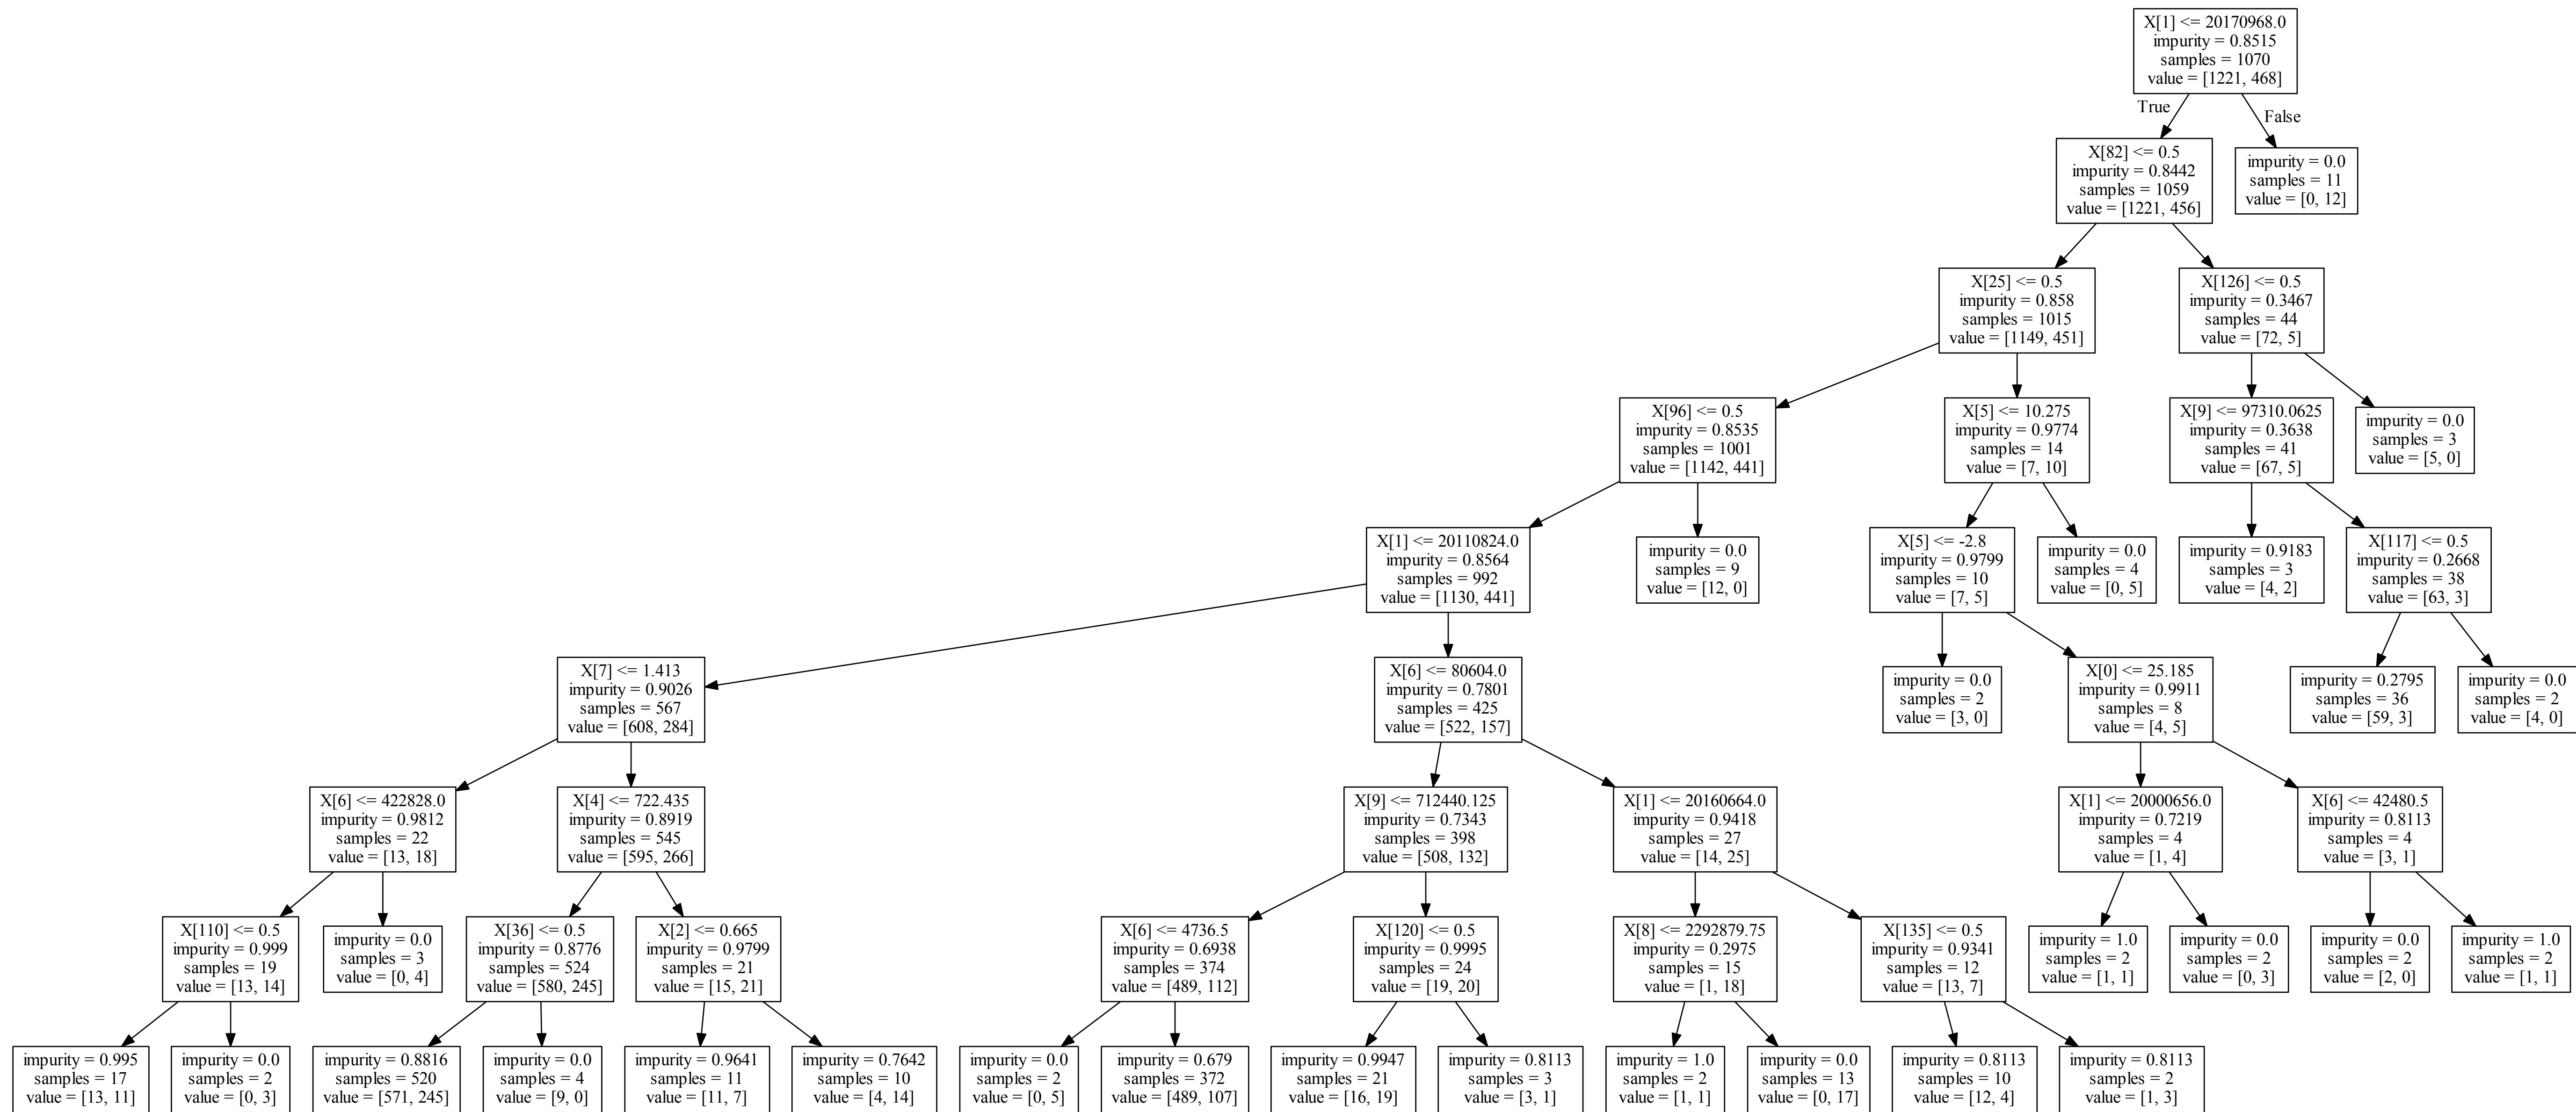 X[1] <= 20170968.0
impurity = 0.8515
samples = 1070
value = [1221, 468]
True
False
X[82] <= 0.5
impurity = 0.8442
samples = 1059
value = [1221, 456]
impurity = 0.0
samples = 11
value = [0, 12]
X[25] <= 0.5
impurity = 0.858
samples = 1015
value = [1149, 451]
X[126] <= 0.5
impurity = 0.3467
samples = 44
value = [72, 5]
X[96] <= 0.5
impurity = 0.8535
samples = 1001
value = [1142, 441]
X[5] <= 10.275
impurity = 0.9774
samples = 14
value = [7, 10]
X[9] <= 97310.0625
impurity = 0.3638
samples = 41
value = [67, 5]
impurity = 0.0
samples = 3
value = [5, 0]
X[1] <= 20110824.0
impurity = 0.8564
samples = 992
value = [1130, 441]
impurity = 0.0
samples = 9
value = [12, 0]
X[5] <= -2.8
impurity = 0.9799
samples = 10
value = [7, 5]
impurity = 0.0
samples = 4
value = [0, 5]
impurity = 0.9183
samples = 3
value = [4, 2]
X[117] <= 0.5
impurity = 0.2668
samples = 38
value = [63, 3]
X[7] <= 1.413
impurity = 0.9026
samples = 567
value = [608, 284]
X[6] <= 80604.0
impurity = 0.7801
samples = 425
value = [522, 157]
impurity = 0.0
samples = 2
value = [3, 0]
X[0] <= 25.185
impurity = 0.9911
samples = 8
value = [4, 5]
impurity = 0.2795
samples = 36
value = [59, 3]
impurity = 0.0
samples = 2
value = [4, 0]
X[6] <= 422828.0
impurity = 0.9812
samples = 22
value = [13, 18]
X[4] <= 722.435
impurity = 0.8919
samples = 545
value = [595, 266]
X[9] <= 712440.125
impurity = 0.7343
samples = 398
value = [508, 132]
X[1] <= 20160664.0
impurity = 0.9418
samples = 27
value = [14, 25]
X[1] <= 20000656.0
impurity = 0.7219
samples = 4
value = [1, 4]
X[6] <= 42480.5
impurity = 0.8113
samples = 4
value = [3, 1]
X[110] <= 0.5
impurity = 0.999
samples = 19
value = [13, 14]
impurity = 0.0
samples = 3
value = [0, 4]
X[36] <= 0.5
impurity = 0.8776
samples = 524
value = [580, 245]
X[2] <= 0.665
impurity = 0.9799
samples = 21
value = [15, 21]
X[6] <= 4736.5
impurity = 0.6938
samples = 374
value = [489, 112]
X[120] <= 0.5
impurity = 0.9995
samples = 24
value = [19, 20]
X[8] <= 2292879.75
impurity = 0.2975
samples = 15
value = [1, 18]
X[135] <= 0.5
impurity = 0.9341
samples = 12
value = [13, 7]
impurity = 1.0
samples = 2
value = [1, 1]
impurity = 0.0
samples = 2
value = [0, 3]
impurity = 0.0
samples = 2
value = [2, 0]
impurity = 1.0
samples = 2
value = [1, 1]
impurity = 0.995
samples = 17
value = [13, 11]
impurity = 0.0
samples = 2
value = [0, 3]
impurity = 0.8816
samples = 520
value = [571, 245]
impurity = 0.0
samples = 4
value = [9, 0]
impurity = 0.9641
samples = 11
value = [11, 7]
impurity = 0.7642
samples = 10
value = [4, 14]
impurity = 0.0
samples = 2
value = [0, 5]
impurity = 0.679
samples = 372
value = [489, 107]
impurity = 0.9947
samples = 21
value = [16, 19]
impurity = 0.8113
samples = 3
value = [3, 1]
impurity = 1.0
samples = 2
value = [1, 1]
impurity = 0.0
samples = 13
value = [0, 17]
impurity = 0.8113
samples = 10
value = [12, 4]
impurity = 0.8113
samples = 2
value = [1, 3]